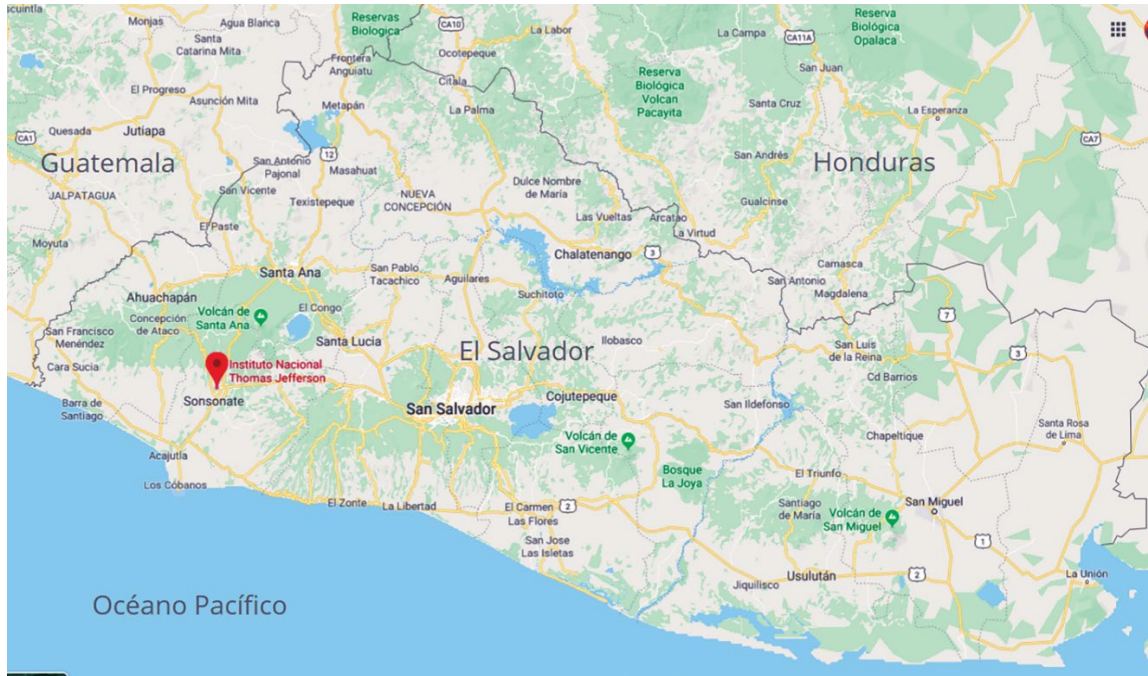 cuintla
Monjas
Agua Blanca
Reservas
Biologica
CA10
La Labor
La Campa
CA11A
Reserva
Biológica
Opalaca
Santa
Catarina Mita
Ocotepeque
Frontera
Anguiatu
Citala
San Juan
Reserva
Biológica
Volcan
Pacayita
El Progreso
Asunción Mita
Metapán
La Palma
Santa Cruz
La Esperanza
CA1
Quesada
Jutiapa
CA7
Guatemala
San Antonio
Pajonal
12
Masahuat
San Andrés
Honduras
JALPATAGUA
San Vicente
Texistepeque
NUEVA
CONCEPCIÓN
Dulce Nombre
de María
Gualcinse
El Paste
Las Vueltas
Arcatao
La Virtud
Moyuta
Chalatenango
3
Santa Ana
San Pablo
Tacachico
Aguilares
Camasca
San Antonio
Magdalena
Suchitoto
Ahuachapán
El Congo
Volcán de
Santa Ana
Concepción
de Ataco
7
San Francisco
Menéndez
Santa Lucia
El Salvador
Ilobasco
San Luis
de la Reina
3
Cara Sucia
Instituto Nacional
Thomas Jefferson
Cd Barrios
Sonsonate
San Salvador
Cojutepeque
San Ildefonso
Barra de
Santiago
Santa Rosa
de Lima
Volcán de
San Vicente
Chapeltique
Acajutla
Bosque
La Joya
El Triunfo
Los Cóbanos
El Zonte
La Libertad
El Carmen
2
Las Flores
Santiago
de María
San Miguel
Volcán de
San Miguel
San Jose
Las Isletas
1
Usulután
2
La Unión
Jiquilisco
Océano Pacífico